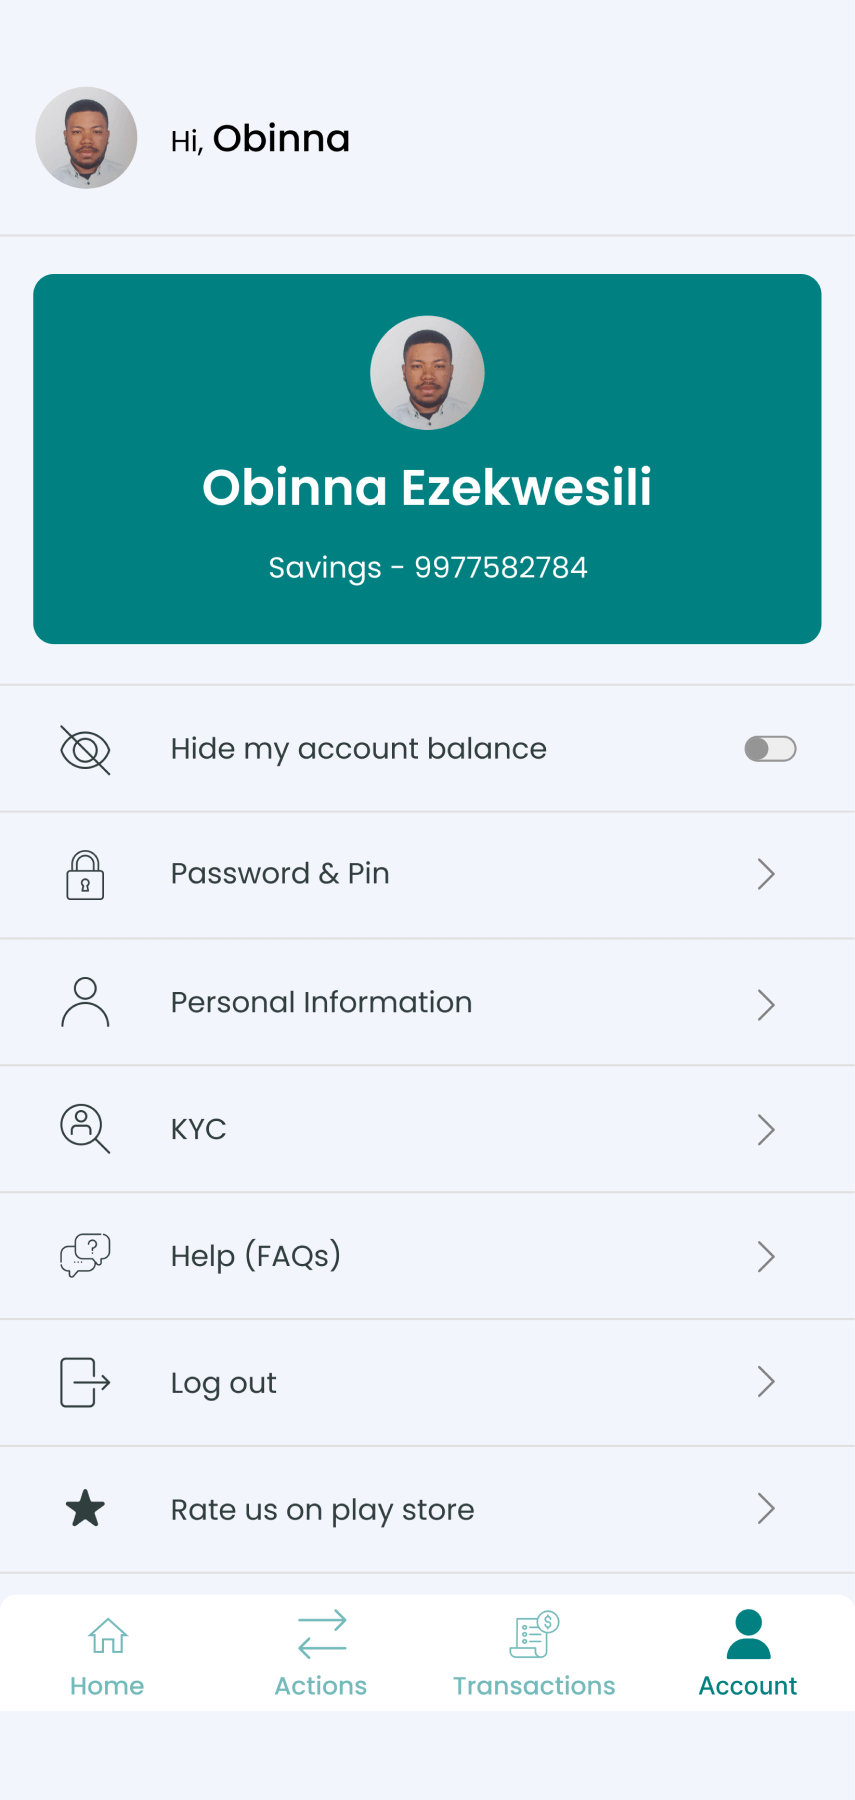 Hi, Obinna
Obinna Ezekwesili
Savings - 9977582784
Hide my account balance
Password & Pin
Personal Information
KYC
Help (FAQs)
Log out
Rate us on play store
Home
Actions
Transactions
Account